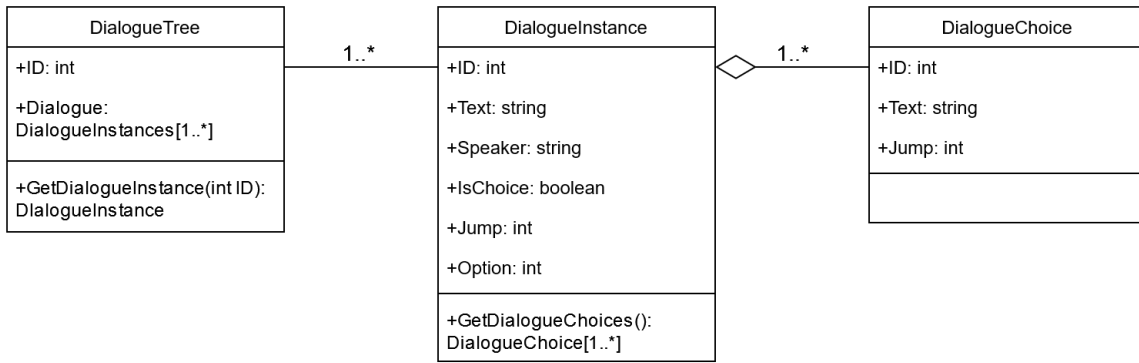 DialogueTree
+ID: int
+Dialogue:
DialogueInstances[1..*]
+GetDialogueInstance(int ID):
DIalogueInstance
1..*
DialogueInstance
+ID: int
+Text: string
+Speaker: string
+IsChoice: boolean
+Jump: int
+Option: int
+GetDialogueChoices():
DialogueChoice[1..*]
1..*
DialogueChoice
+ID: int
+Text: string
+Jump: int